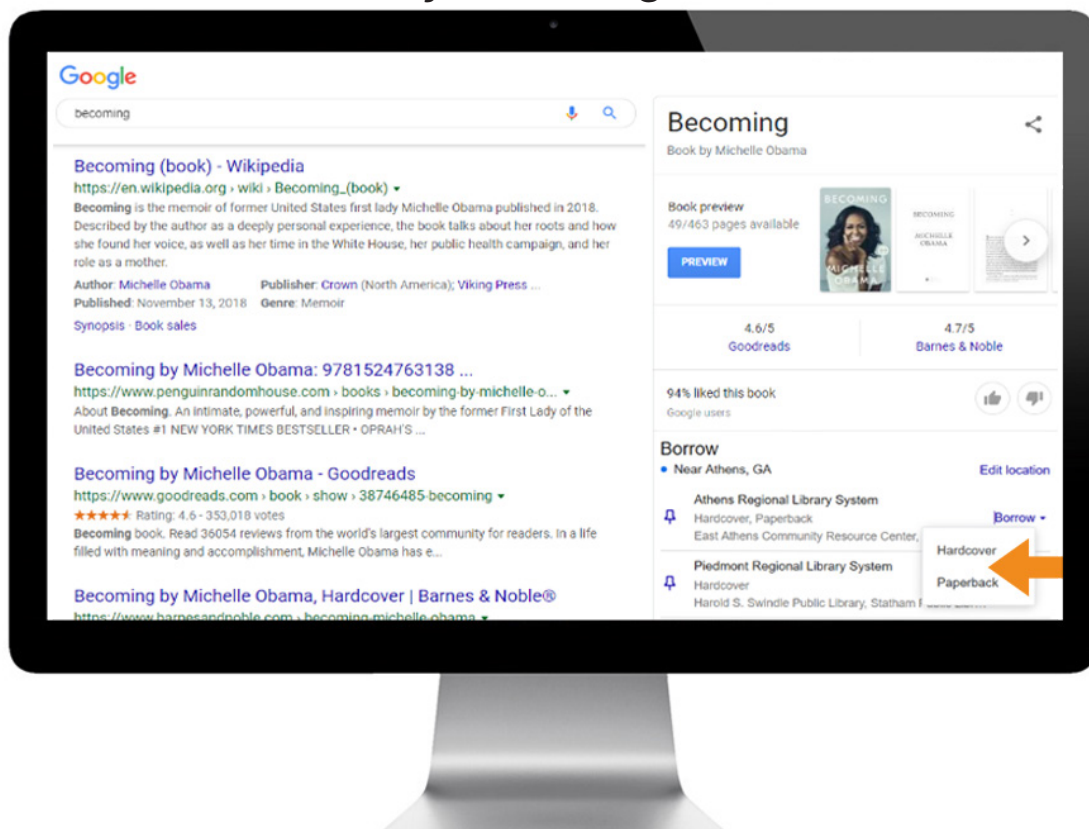 Google
becoming
Becoming (book) - Wikipedia
https://en.wikipedia.org › wiki › Becoming_(book)
Becoming is the memoir of former United States first lady Michelle Obama published in 2018.
Described by the author as a deeply personal experience, the book talks about her roots and how
she found her voice, as well as her time in the White House, her public health campaign, and her
role as a mother.
Author: Michelle Obama Publisher: Crown (North America); Viking Press ...
Published: November 13, 2018 Genre: Memoir
Synopsis · Book sales
Becoming by Michelle Obama: 9781524763138 ...
https://www.penguinrandomhouse.com › books › becoming-by-michelle-o...
About Becoming. An intimate, powerful, and inspiring memoir by the former First Lady of the
United States #1 NEW YORK TIMES BESTSELLER • OPRAH'S ...
Becoming by Michelle Obama - Goodreads
https://www.goodreads.com › book › show › 38746485-becoming
Rating: 4.6 - 353,018 votes
Becoming book. Read 36054 reviews from the world's largest community for readers. In a life
filled with meaning and accomplishment, Michelle Obama has e...
Becoming by Michelle Obama, Hardcover | Barnes & Noble®
https://www.barnesandnoble.com › becoming-michelle-obama
Becoming
Book by Michelle Obama
Book preview
49/463 pages available
PREVIEW
BECOMING
MICHELLE
OBAMA
BECOMING
MICHELLE
OBAMA
4.6/5
Goodreads
4.7/5
Barnes & Noble
94% liked this book
Google users
Borrow
Near Athens, GA Edit location
Athens Regional Library System
Hardcover, Paperback Borrow
East Athens Community Resource Center,
Hardcover
Paperback
Piedmont Regional Library System
Hardcover
Harold S. Swindle Public Library, Statham